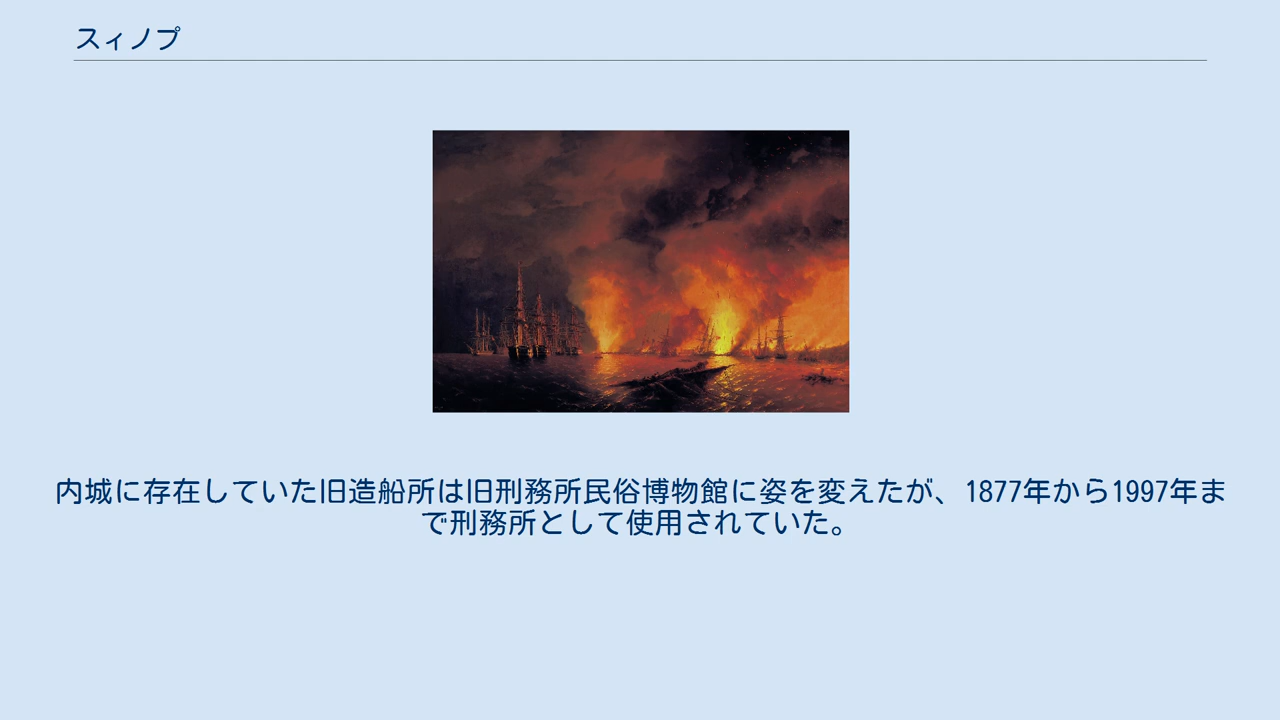 スィノプ
内城に存在していた旧造船所は旧刑務所民俗博物館に姿を変えたが、1877年から1997年ま
で刑務所として使用されていた。